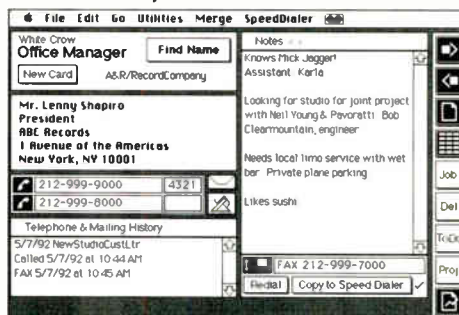 File Edit Go Utilities Merge SpeedDialer
White Crow
Office Manager
Find Name
New Card
A&R/RecordCompany
Mr. Lenny Shapiro
President
ABE Records
1 Avenue of the Americas
New York, NY 10001
212-999-9000 4321
212-999-8000
Telephone & Mailing History
5/7/92 NewStudioCustLtr
Called 5/7/92 at 10:44 AM
FAX 5/7/92 at 10:45 AM
Notes
Knows Mick Jagger!
Assistant Karla
Looking for studio for joint project
with Neil Young & Pavoratti Bob
Clearmountain, engineer
Needs local limo service with wet
bar Private plane parking
Likes sushi
FAX 212-999-7000
Redial Copy to Speed Dialer
Job
Del
ToDo
Proj